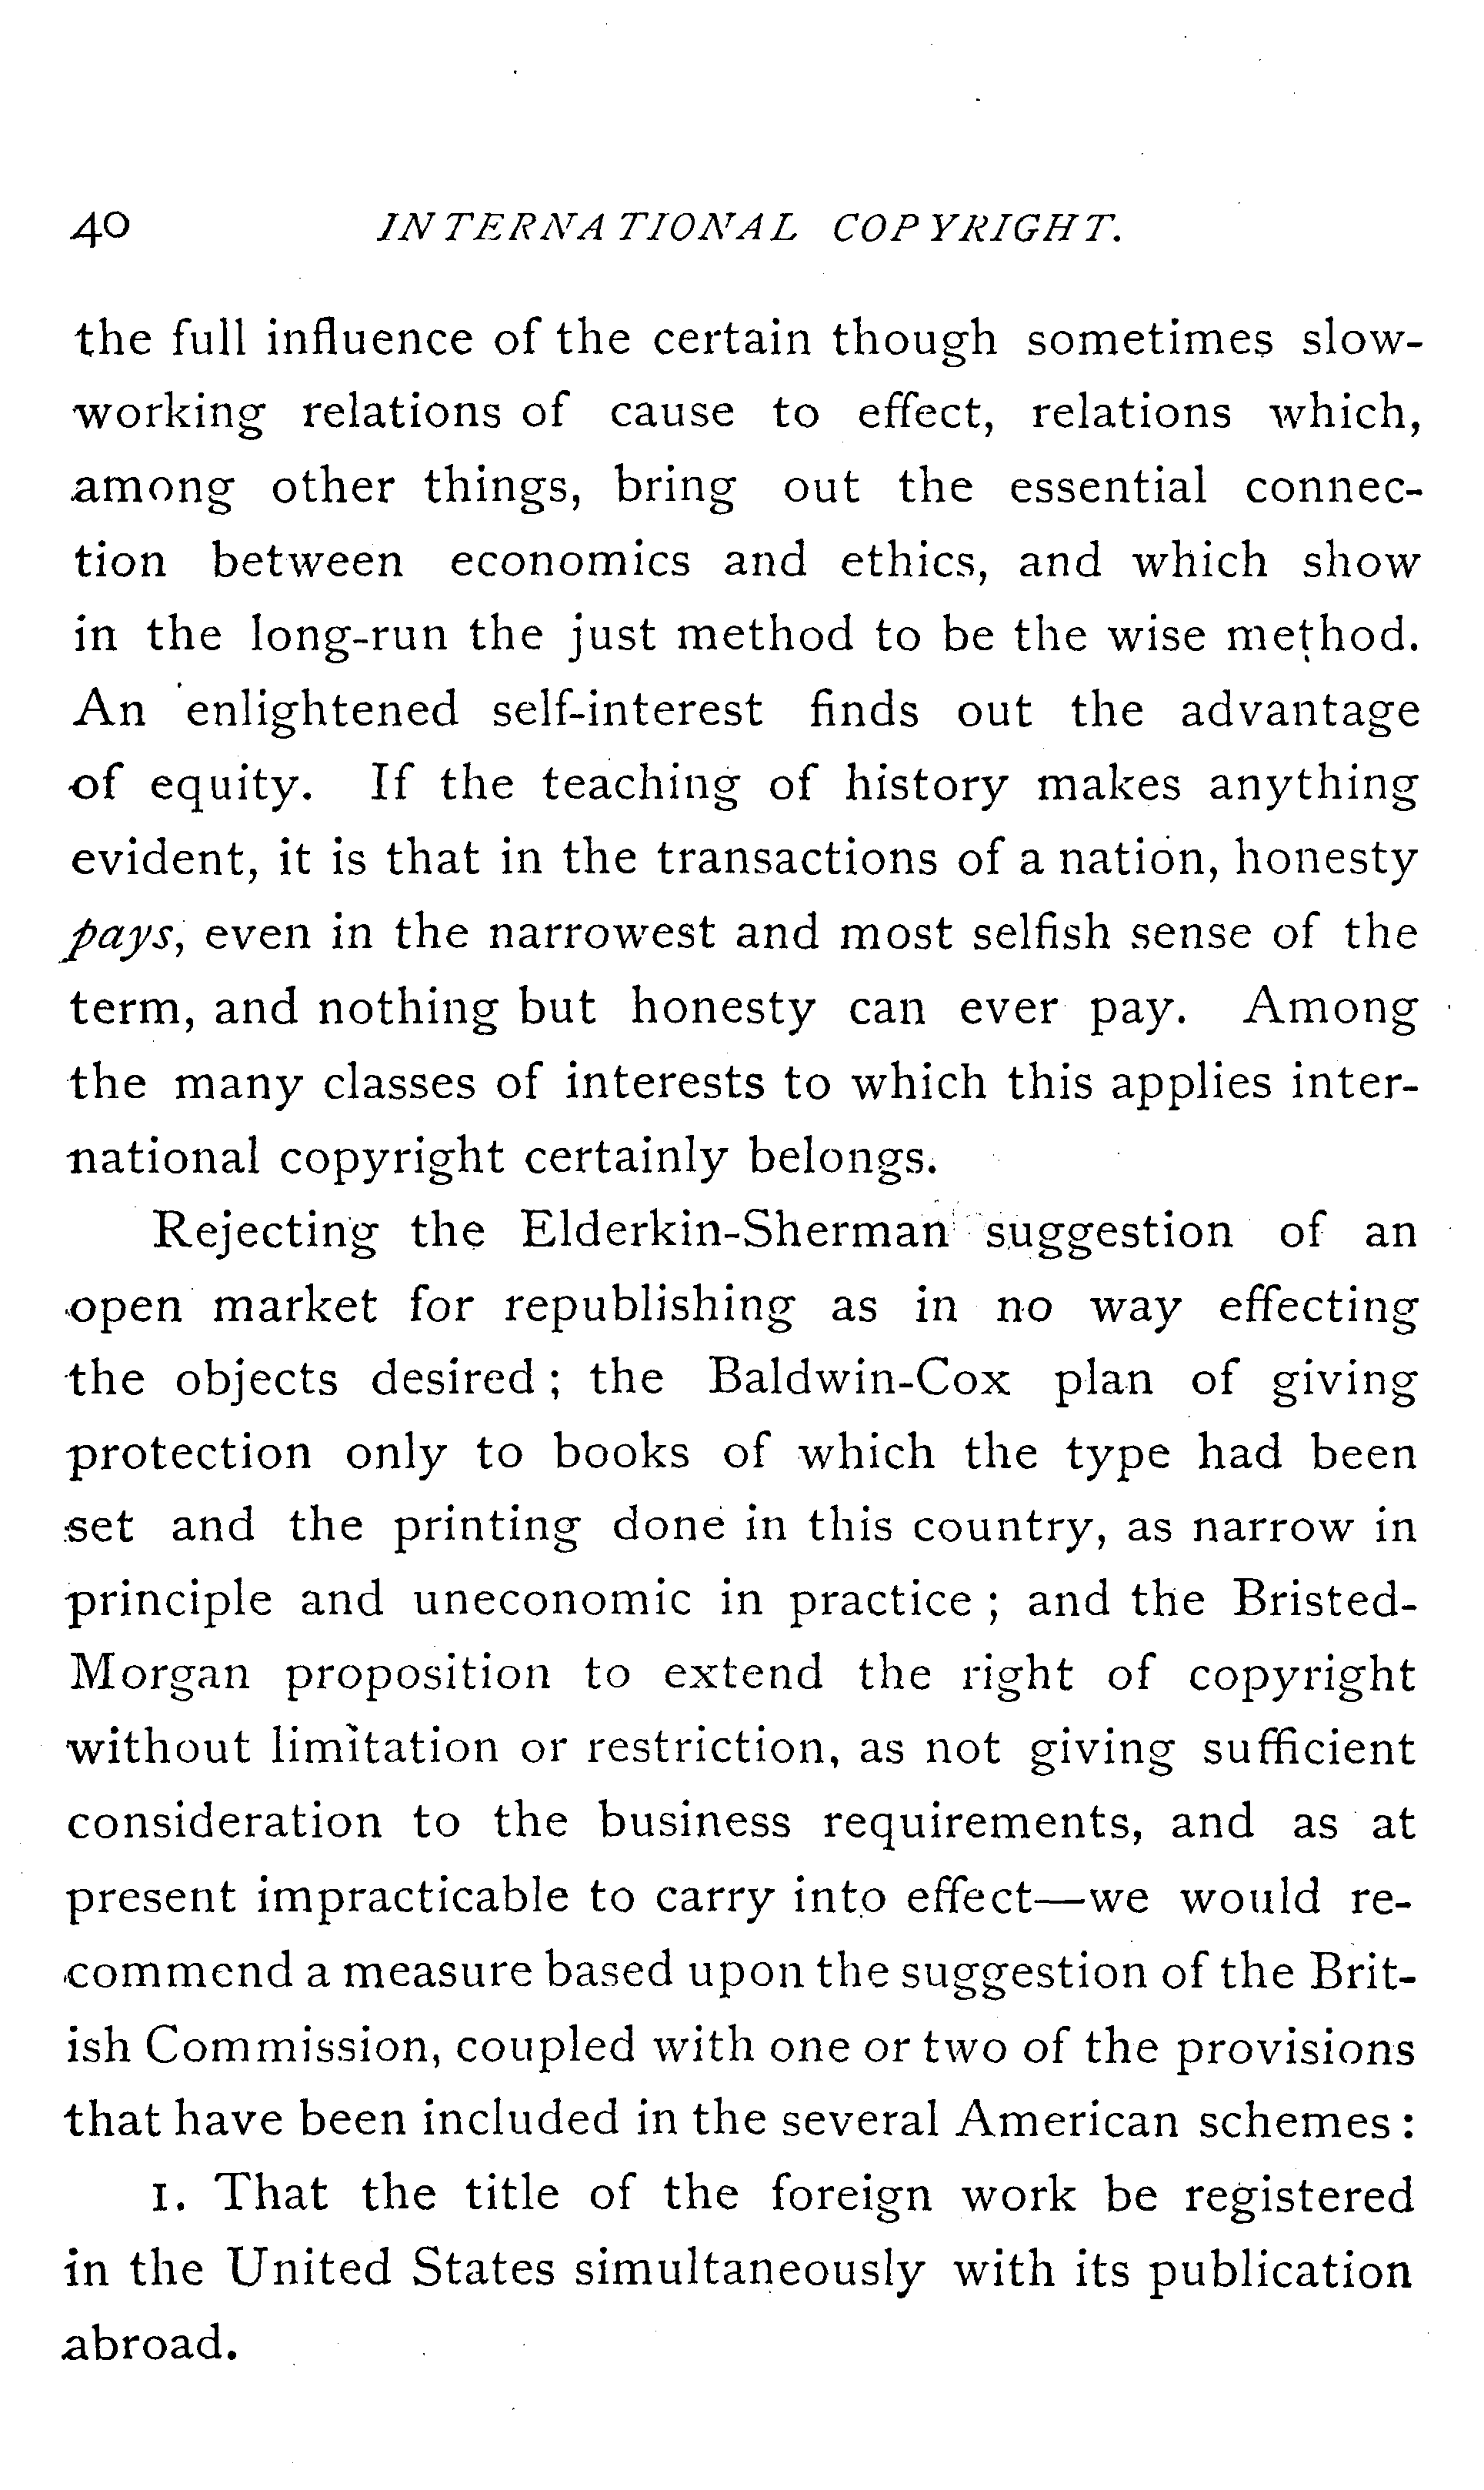 40 INTERNATIONAL COPYRIGHT.
the full influence of the certain though sometimes slow-
working relations of cause to effect, relations which,
among other things, bring out the essential connec-
tion between economics and ethics, and which show
in the long-run the just method to be the wise method.
An enlightened self-interest finds out the advantage
of equity. If the teaching of history makes anything
evident, it is that in the transactions of a nation, honesty
pays, even in the narrowest and most selfish sense of the
term, and nothing but honesty can ever pay. Among
the many classes of interests to which this applies inter-
national copyright certainly belongs.
Rejecting the Elderkin-Sherman suggestion of an
open market for republishing as in no way effecting
the objects desired ; the Baldwin-Cox plan of giving
protection only to books of which the type had been
set and the printing done in this country, as narrow in
principle and uneconomic in practice ; and the Bristed-
Morgan proposition to extend the right of copyright
without limitation or restriction, as not giving sufficient
consideration to the business requirements, and as at
present impracticable to carry into effect—we would re-
commend a measure based upon the suggestion of the Brit-
ish Commission, coupled with one or two of the provisions
that have been included in the several American schemes :
1. That the title of the foreign work be registered
in the United States simultaneously with its publication
abroad.